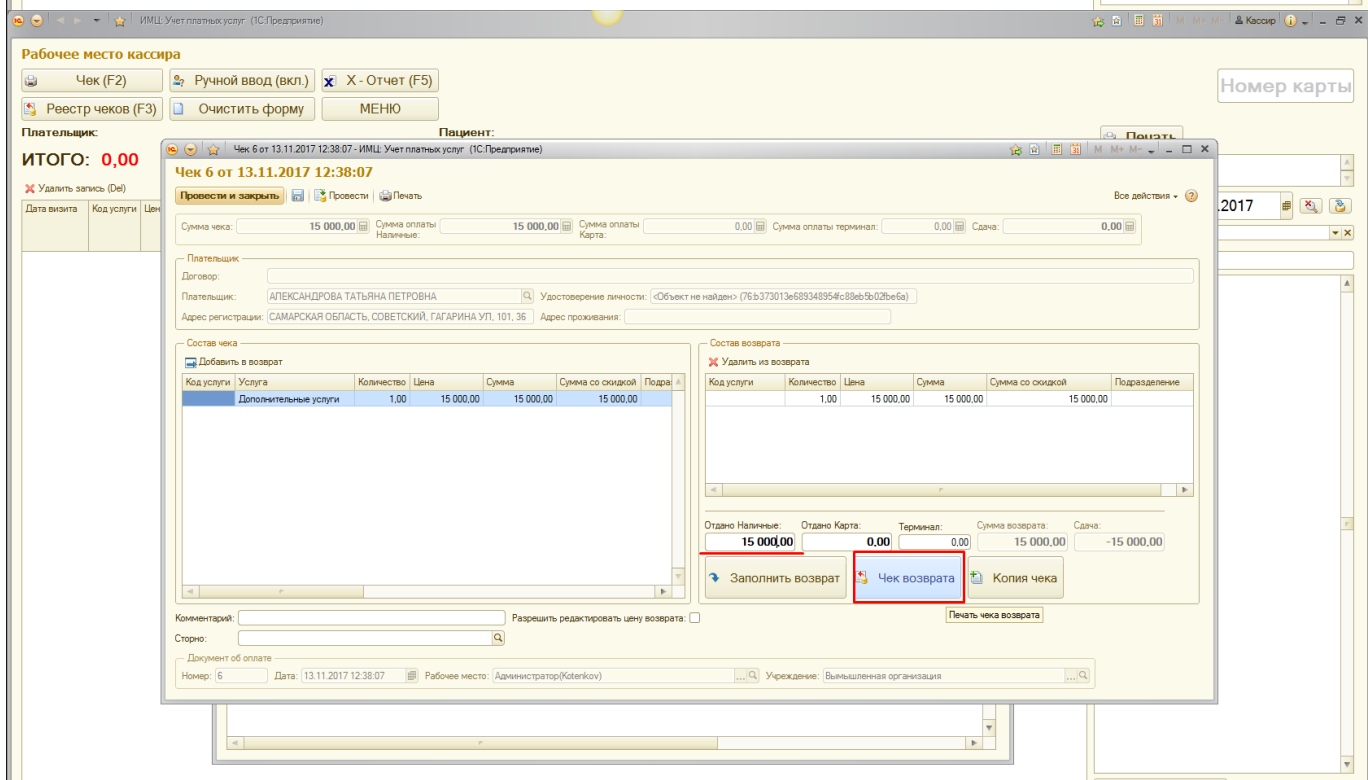 ИМЦ: Учет платных услуг (1С:Предприятие)
M M+ M- Кассир
Рабочее место кассира
Чек (F2) Ручной ввод (вкл.) X - Отчет (F5)
Номер карты
Реестр чеков (F3) Очистить форму МЕНЮ
Плательщик: Пациент:
Печать
ИТОГО: 0,00
Удалить запись (Del)
Дата визита Код услуги Цен
.2017
Чек 6 от 13.11.2017 12:38:07 - ИМЦ: Учет платных услуг (1С:Предприятие)
M M+ M-
Чек 6 от 13.11.2017 12:38:07
Провести и закрыть Провести Печать Все действия
Сумма чека: 15 000,00 Сумма оплаты Наличные: 15 000,00 Сумма оплаты Карта: 0,00 Сумма оплаты терминал: 0,00 Сдача: 0,00
Плательщик
Договор:
Плательщик: АЛЕКСАНДРОВА ТАТЬЯНА ПЕТРОВНА Удостоверение личности: <Объект не найден> (76:b373013e689348954fc88eb5b02fbe6a)
Адрес регистрации: САМАРСКАЯ ОБЛАСТЬ, СОВЕТСКИЙ, ГАГАРИНА УЛ, 101, 36 Адрес проживания:
Состав чека
Добавить в возврат
Код услуги Услуга Количество Цена Сумма Сумма со скидкой Подра
Дополнительные услуги 1,00 15 000,00 15 000,00 15 000,00
Состав возврата
Удалить из возврата
Код услуги Количество Цена Сумма Сумма со скидкой Подразделение
1,00 15 000,00 15 000,00 15 000,00
Отдано Наличные: Отдано Карта: Терминал: Сумма возврата: Сдача:
15 000,00 0,00 0,00 15 000,00 -15 000,00
Заполнить возврат Чек возврата Копия чека
Печать чека возврата
Комментарий: Разрешить редактировать цену возврата:
Сторно:
Документ об оплате
Номер: 6 Дата: 13.11.2017 12:38:07 Рабочее место: Администратор(Kotenkov) Учреждение: Вымышленная организация